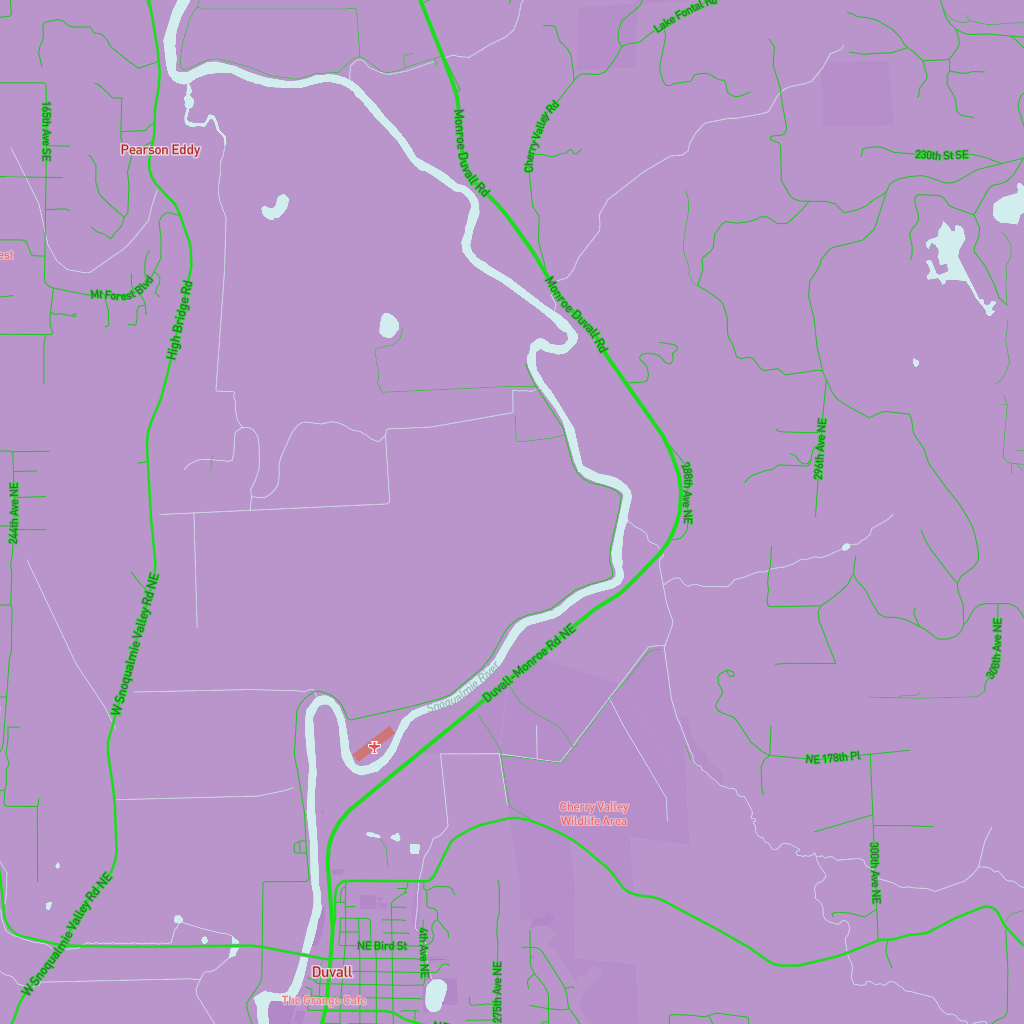 Lake Fontal Rd
165th Ave SE
Monroe Duvall Rd
Cherry Valley Rd
Pearson Eddy
230th St SE
est
Mt Forest Blvd
High Bridge Rd
Monroe Duvall Rd
296th Ave NE
288th Ave NE
244th Ave NE
W Snoqualmie Valley Rd NE
Duvall-Monroe Rd NE
308th Ave NE
Snoqualmie River
NE 178th Pl
Cherry Valley
Wildlife Area
300th Ave NE
W Snoqualmie Valley Rd NE
NE Bird St
4th Ave NE
Duvall
275th Ave NE
The Grange Cafe